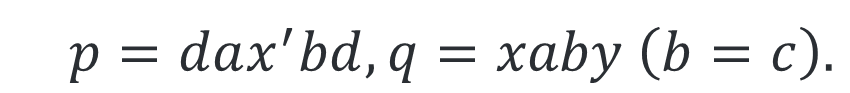 p = dax′bd, q = xaby (b = c).